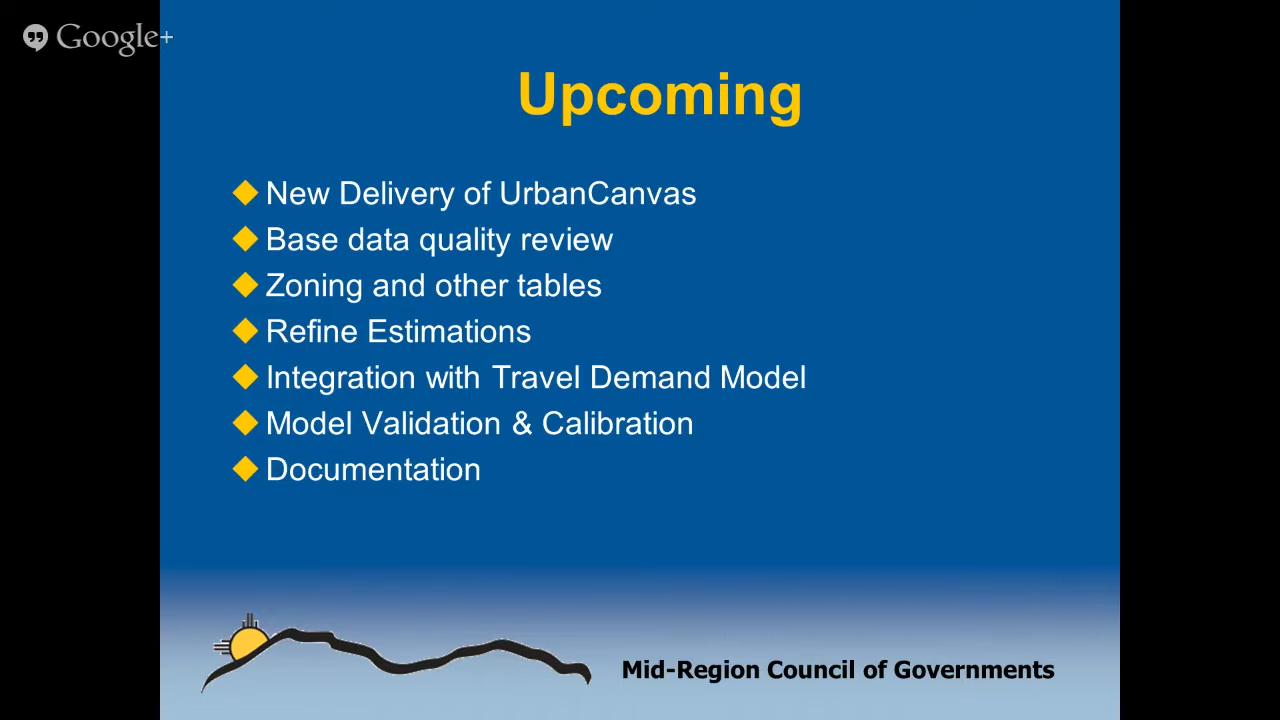 Google+
Upcoming
New Delivery of UrbanCanvas
Base data quality review
Zoning and other tables
Refine Estimations
Integration with Travel Demand Model
Model Validation & Calibration
Documentation
Mid-Region Council of Governments